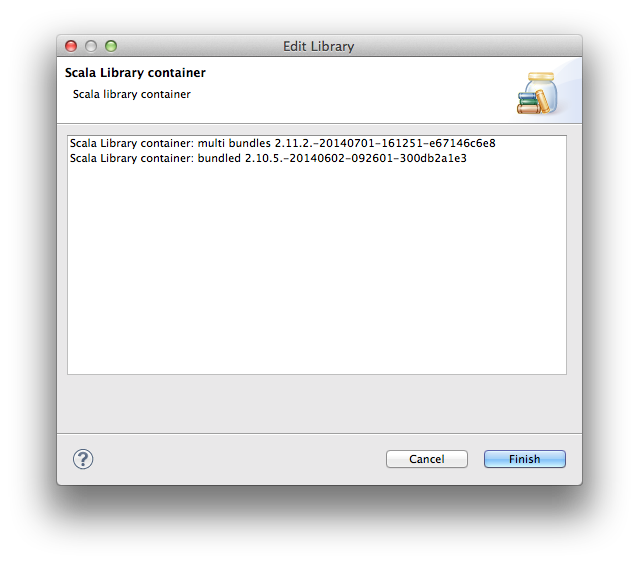 Edit Library
Scala Library container
Scala library container
Scala Library container: multi bundles 2.11.2.-20140701-161251-e67146c6e8
Scala Library container: bundled 2.10.5.-20140602-092601-300db2a1e3
?
Cancel
Finish